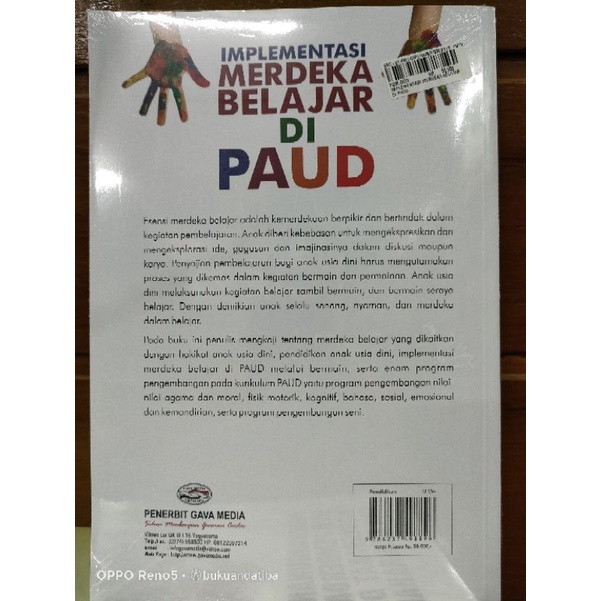 IMPLEMENTASI
MERDEKA
BELAJAR
DI
PAUD
Esensi merdeka belajar adalah kemerdekaan berpikir dan bertindak dalam
kegiatan pembelajaran. Anak diberi kebebasan untuk mengekspresikan dan
mengeksplorasi ide, gagasan dan imajinasinya dalam diskusi maupun
karya. Penyajian pembelajaran bagi anak usia dini harus mengutamakan
proses yang dikemas dalam kegiatan bermain dan permainan. Anak usia
dini melaksanakan kegiatan belajar sambil bermain, dan bermain seraya
belajar. Dengan demikian anak selalu senang, nyaman, dan merdeka
dalam belajar.
Pada buku ini penulis mengkaji tentang merdeka belajar yang dikaitkan
dengan hakikat anak usia dini, pendidikan anak usia dini, implementasi
merdeka belajar di PAUD melalui bermain, serta enam program
pengembangan pada kurikulum PAUD yaitu program pengembangan nilai-
nilai agama dan moral, fisik motorik, kognitif, bahasa, sosial, emosional
dan kemandirian, serta program pengembangan seni.
PENERBIT GAVA MEDIA
Pendidikan
OPPO Reno5 • @bukuandatiba